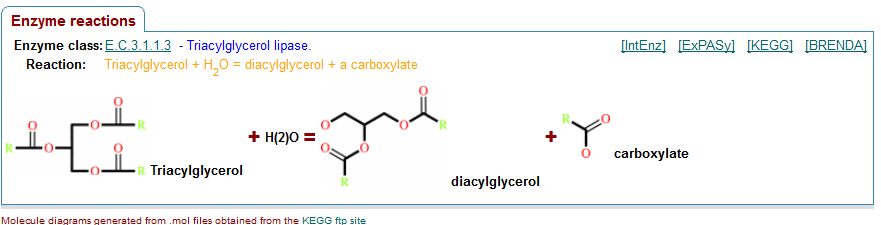 Enzyme reactions
Enzyme class: E.C.3.1.1.3 - Triacylglycerol lipase. [IntEnz] [ExPASy] [KEGG] [BRENDA]
Reaction: Triacylglycerol + H2O = diacylglycerol + a carboxylate
O O R
R O O
O O R
Triacylglycerol
+ H(2)O =
O O O R
O O R
diacylglycerol
+
R O O
carboxylate
Molecule diagrams generated from .mol files obtained from the KEGG ftp site